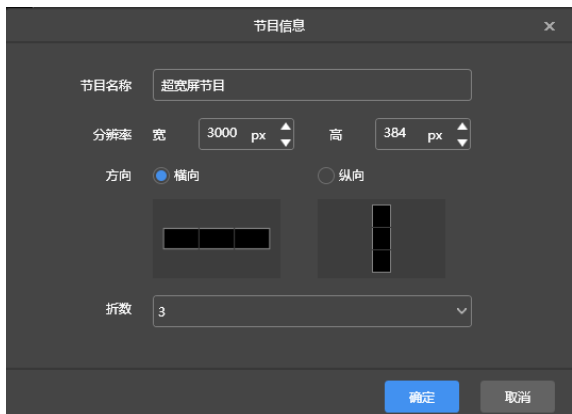 节目信息
节目名称 超宽屏节目
分辨率 宽 3000 px 高 384 px
方向 横向 纵向
折数 3
确定 取消